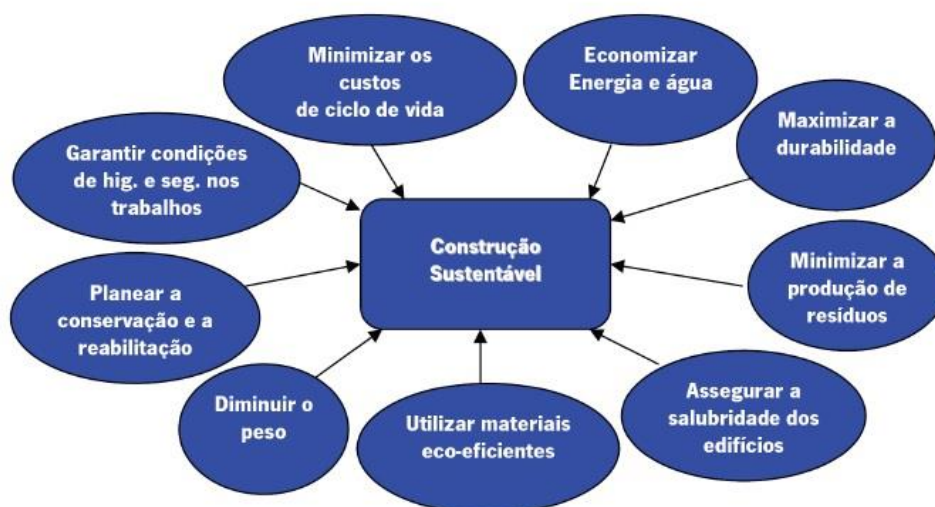 Minimizar os
custos
de ciclo de vida
Economizar
Energia e água
Maximizar a
durabilidade
Garantir condições
de hig. e seg. nos
trabalhos
Construção
Sustentável
Minimizar a
produção de
resíduos
Planear a
conservação e a
reabilitação
Diminuir o
peso
Utilizar materiais
eco-eficientes
Assegurar a
salubridade dos
edifícios